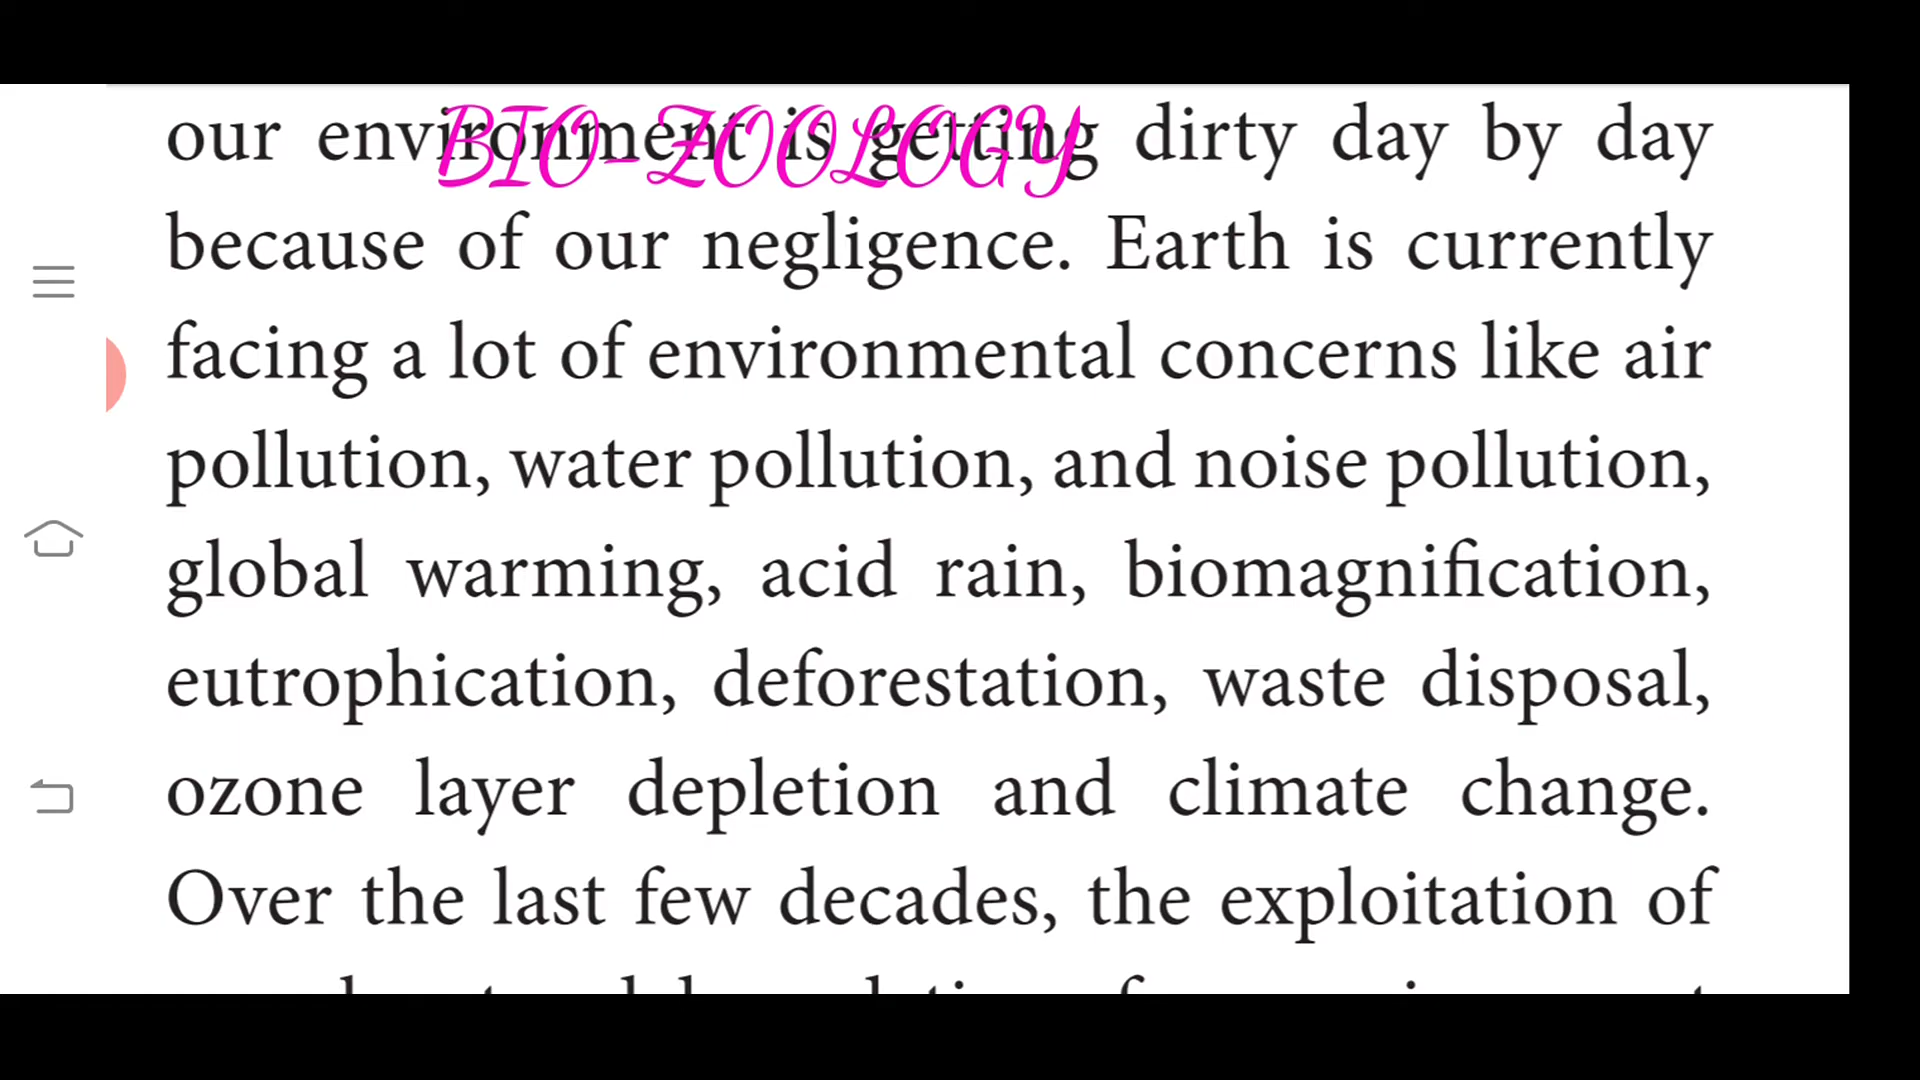 BIO-ZOOLOGY
our environment is getting dirty day by day
because of our negligence. Earth is currently
facing a lot of environmental concerns like air
pollution, water pollution, and noise pollution,
global warming, acid rain, biomagnification,
eutrophication, deforestation, waste disposal,
ozone layer depletion and climate change.
Over the last few decades, the exploitation of